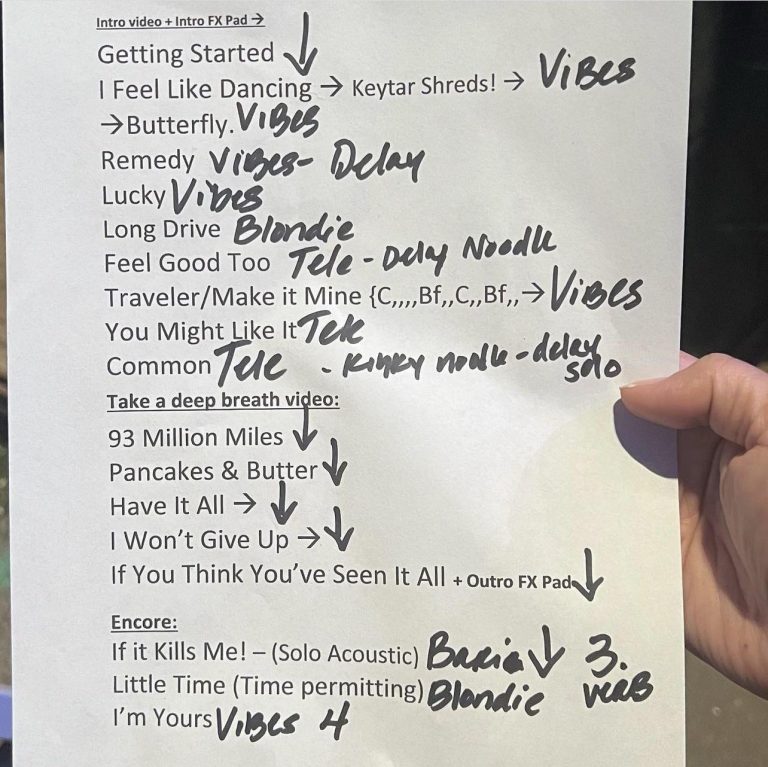 Intro video + Intro FX Pad →
Getting Started ↓
I Feel Like Dancing → Keytar Shreds! → VIBES
→Butterfly. VIBES
Remedy VIBES - Delay
Lucky Vibes
Long Drive Blondie
Feel Good Too Tele - Delay Noodle
Traveler/Make it Mine {C,,,,Bf,,C,,Bf,,→ VIBES
You Might Like It Tele
Common Tele - Kinky noodle - delay solo
Take a deep breath video:
93 Million Miles ↓
Pancakes & Butter ↓
Have It All → ↓
I Won't Give Up → ↓
If You Think You've Seen It All + Outro FX Pad ↓
Encore:
If it Kills Me! – (Solo Acoustic) ↓ 3.
Little Time (Time permitting) Blondie verb
I'm Yours VIBES 4